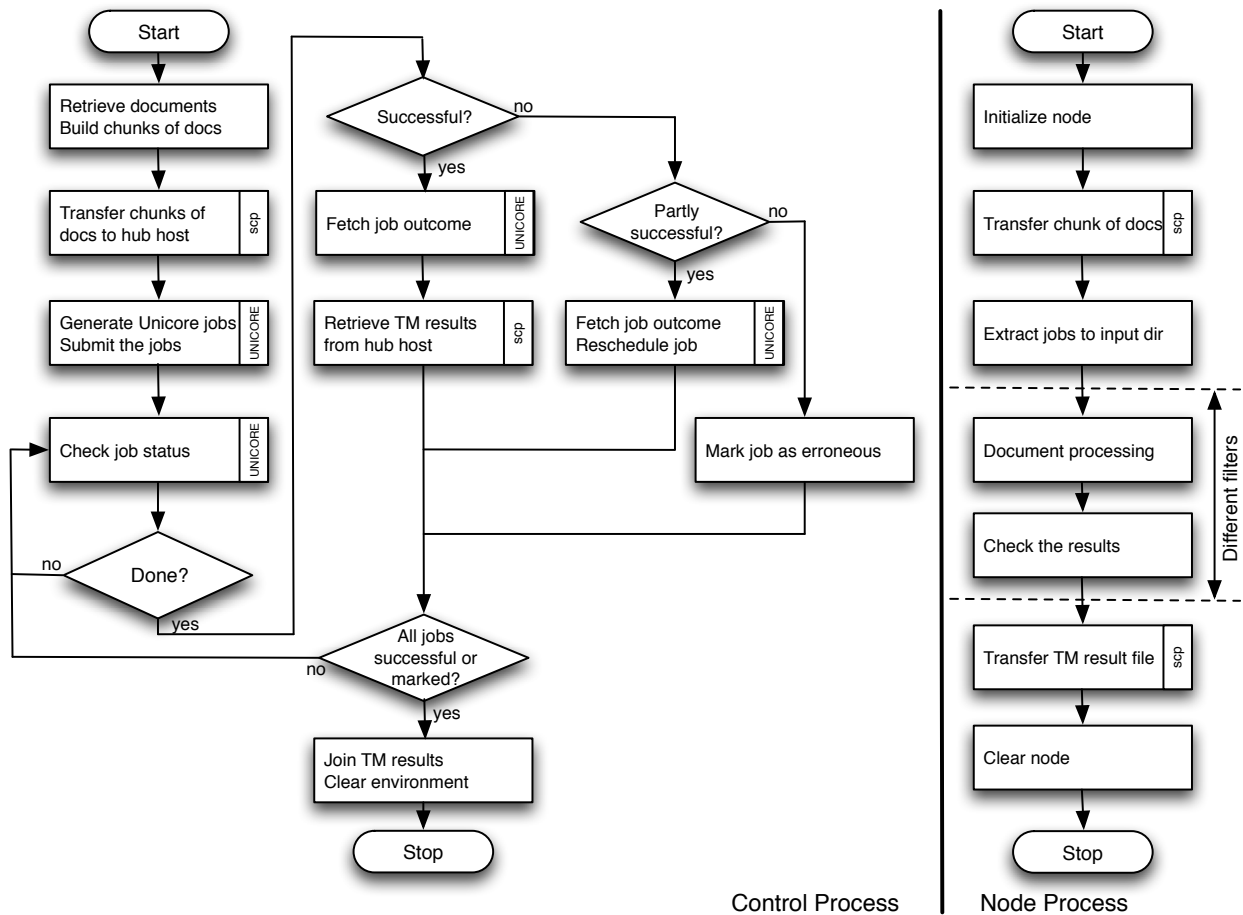 Start
Retrieve documents
Build chunks of docs
Transfer chunks of
docs to hub host
scp
Generate Unicore jobs
Submit the jobs
UNICORE
Check job status
UNICORE
Done?
no
yes
Successful?
no
yes
Fetch job outcome
UNICORE
Retrieve TM results
from hub host
scp
Partly
successful?
no
yes
Fetch job outcome
Reschedule job
UNICORE
Mark job as erroneous
All jobs
successful or
marked?
no
yes
Join TM results
Clear environment
Stop
Control Process
Start
Initialize node
Transfer chunk of docs
scp
Extract jobs to input dir
Document processing
Check the results
Different filters
Transfer TM result file
scp
Clear node
Stop
Node Process